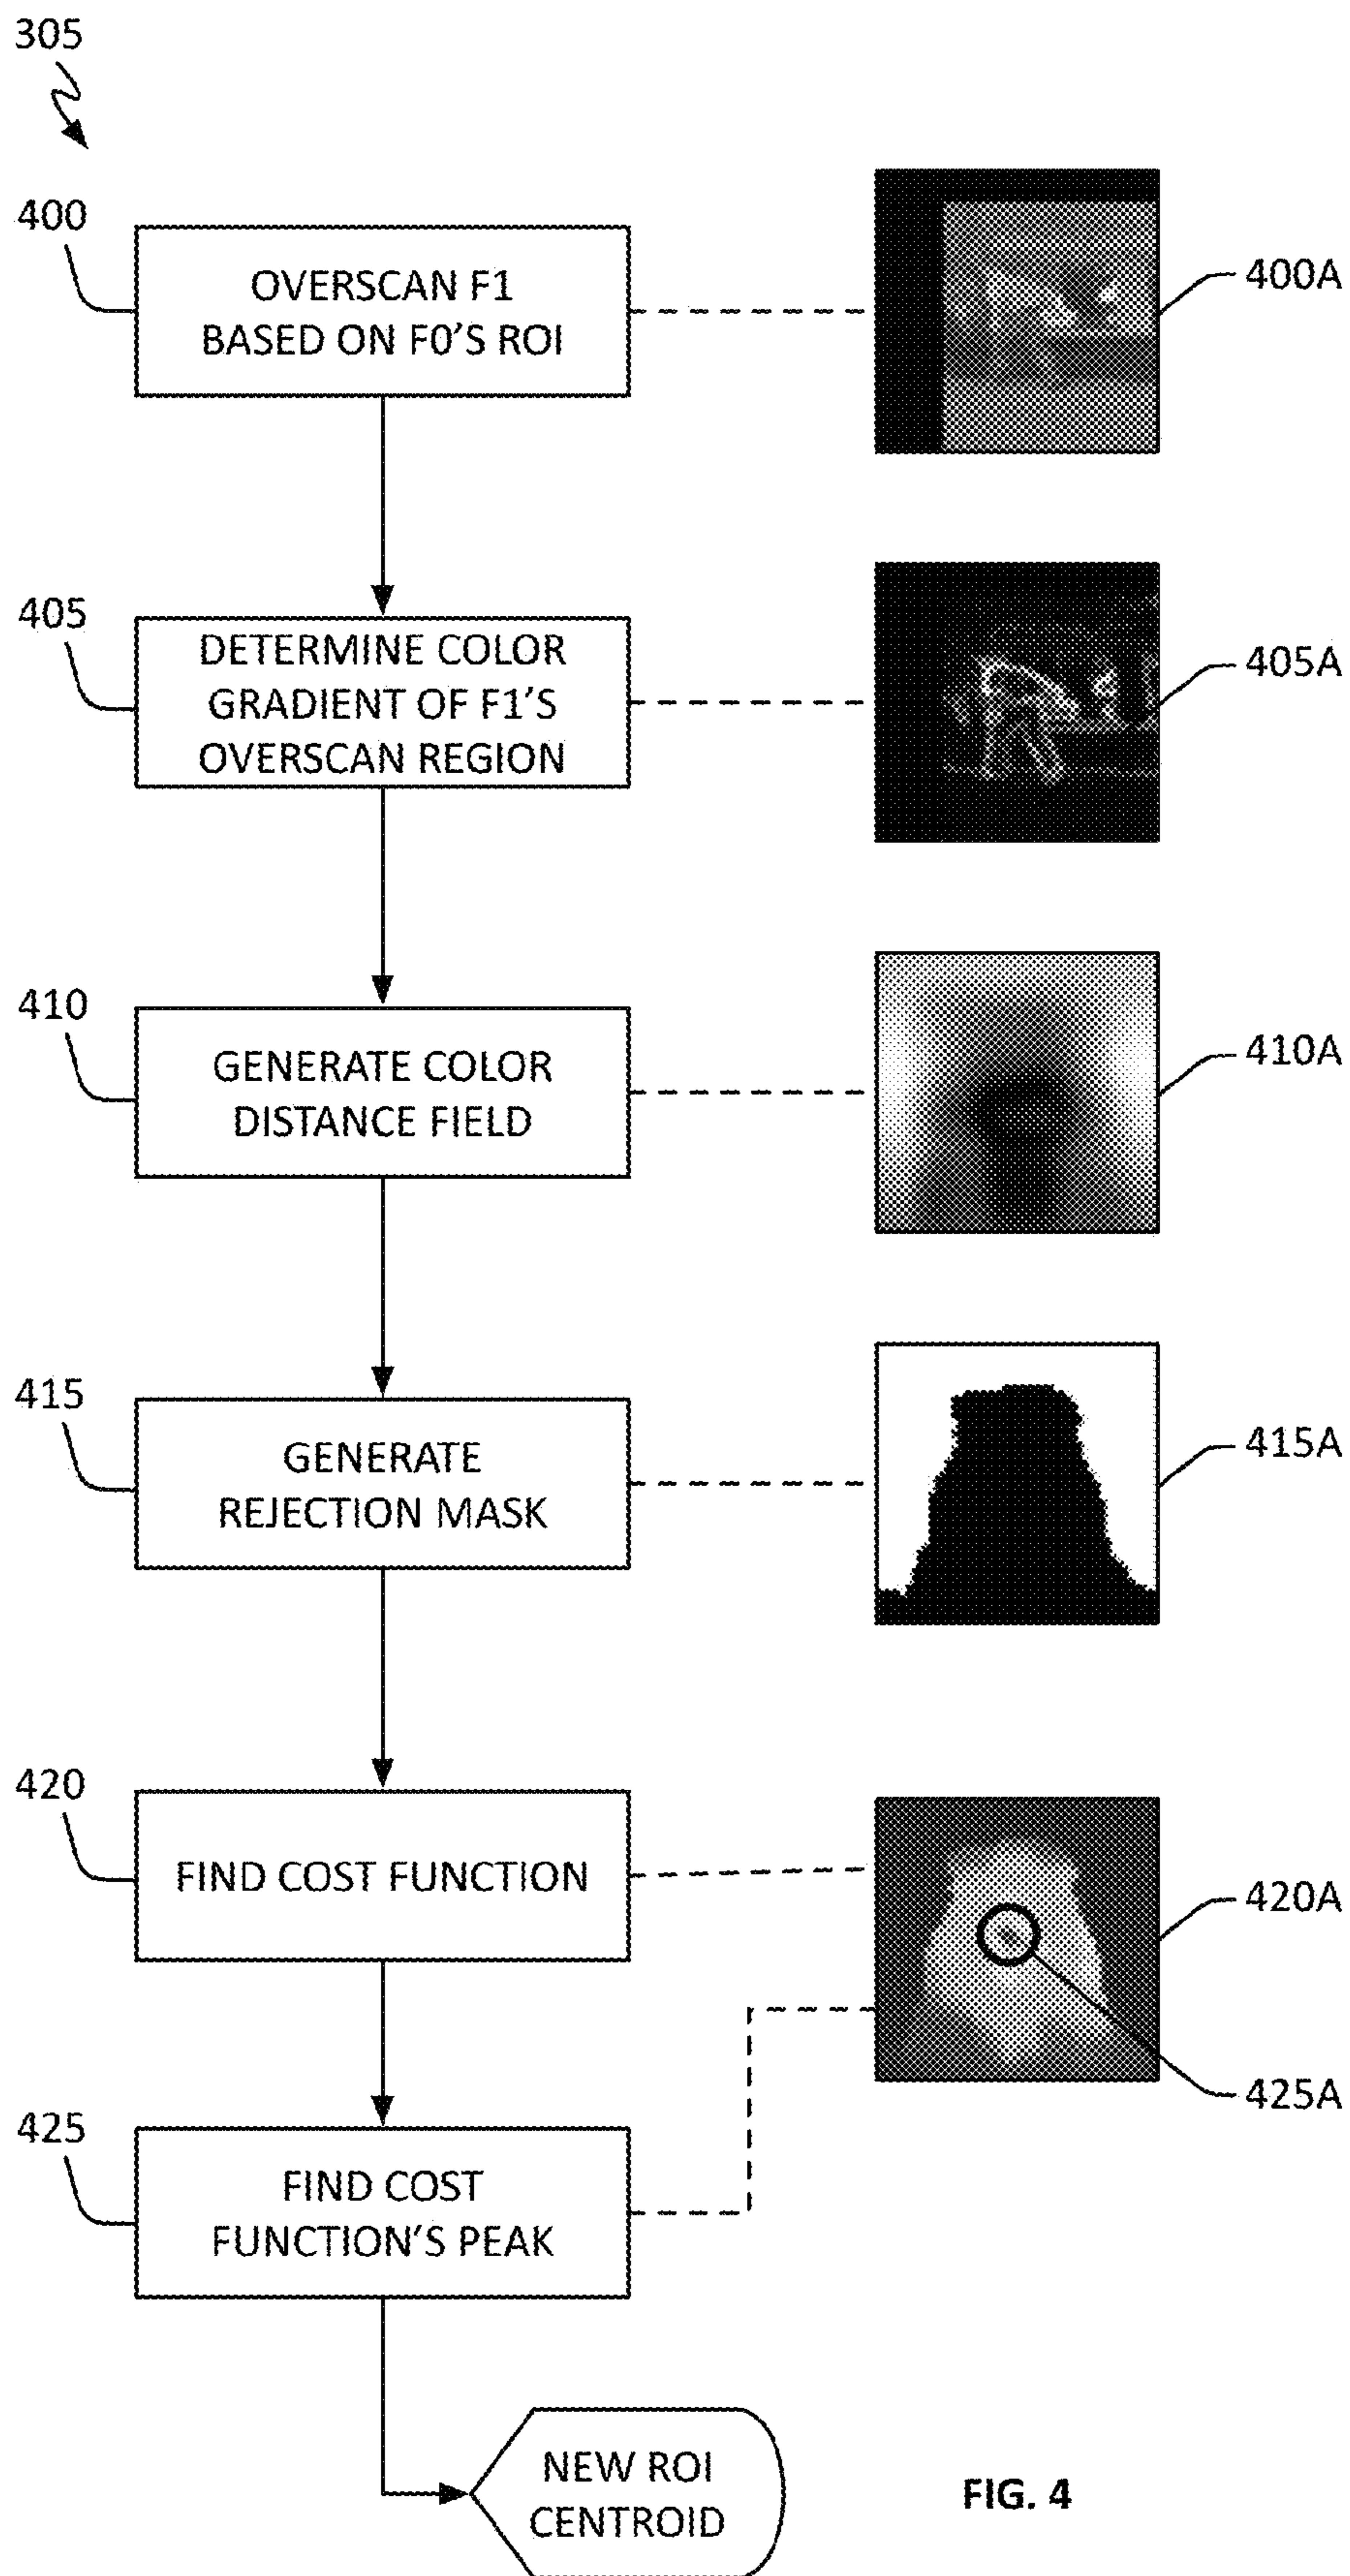 305
400
OVERSCAN F1
BASED ON F0'S ROI
400A
405
DETERMINE COLOR
GRADIENT OF F1'S
OVERSCAN REGION
405A
410
GENERATE COLOR
DISTANCE FIELD
410A
415
GENERATE
REJECTION MASK
415A
420
FIND COST FUNCTION
420A
425A
425
FIND COST
FUNCTION'S PEAK
NEW ROI
CENTROID
FIG. 4